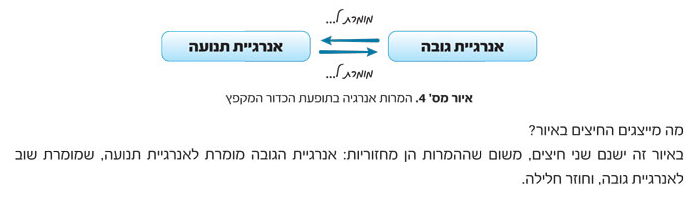 מומרת ל...
אנרגיית גובה
אנרגיית תנועה
מומרת ל...
איור מס' 4. המרות אנרגיה בתופעת הכדור המקפץ
מה מייצגים החיצים באיור?
באיור זה ישנם שני חיצים, משום שההמרות הן מחזוריות: אנרגיית הגובה מומרת לאנרגיית תנועה, שמומרת שוב
לאנרגיית גובה, וחוזר חלילה.